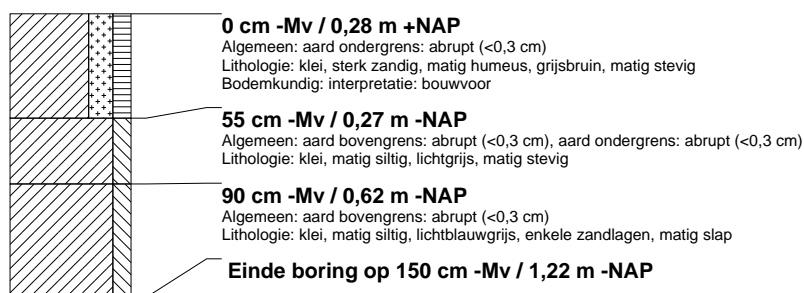 0 cm -Mv / 0,28 m +NAP
Algemeen: aard ondergrens: abrupt (<0,3 cm)
Lithologie: klei, sterk zandig, matig humeus, grijsbruin, matig stevig
Bodemkundig: interpretatie: bouwvoor
55 cm -Mv / 0,27 m -NAP
Algemeen: aard bovengrens: abrupt (<0,3 cm), aard ondergrens: abrupt (<0,3 cm)
Lithologie: klei, matig siltig, lichtgrijs, matig stevig
90 cm -Mv / 0,62 m -NAP
Algemeen: aard bovengrens: abrupt (<0,3 cm)
Lithologie: klei, matig siltig, lichtblauwgrijs, enkele zandlagen, matig slap
Einde boring op 150 cm -Mv / 1,22 m -NAP